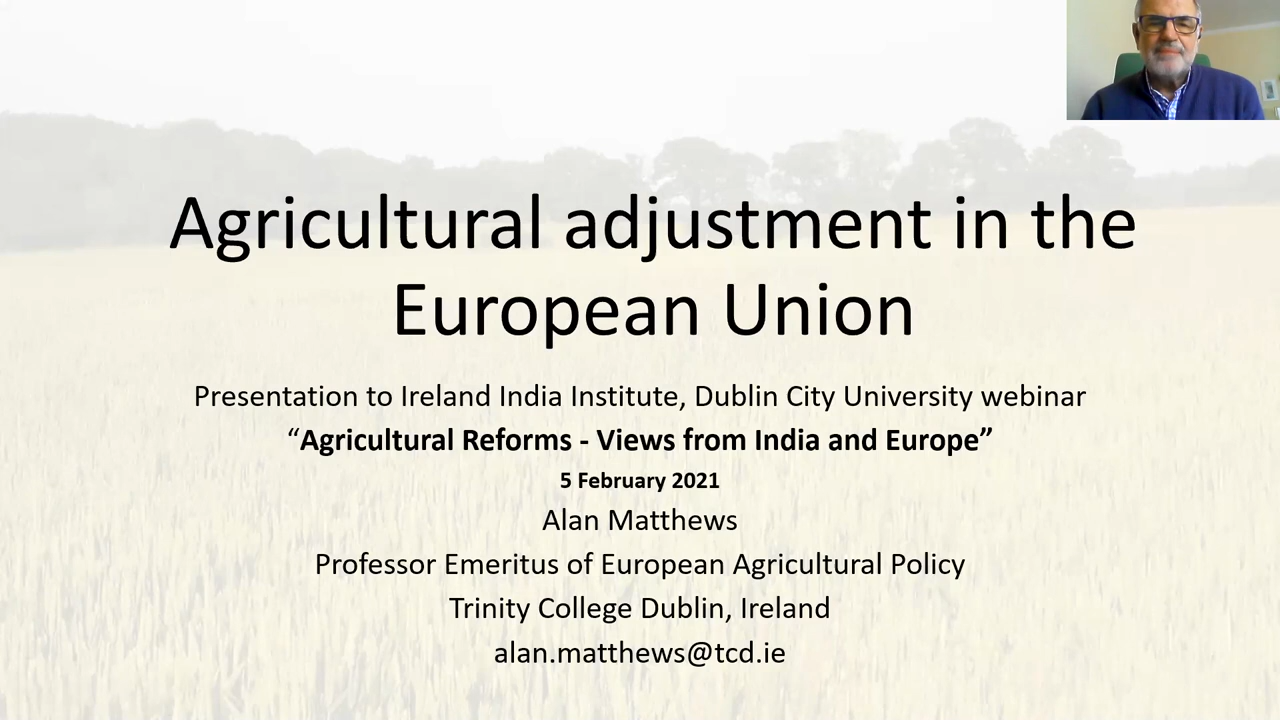 Agricultural adjustment in the
European Union
Presentation to Ireland India Institute, Dublin City University webinar
“Agricultural Reforms - Views from India and Europe”
5 February 2021
Alan Matthews
Professor Emeritus of European Agricultural Policy
Trinity College Dublin, Ireland
alan.matthews@tcd.ie